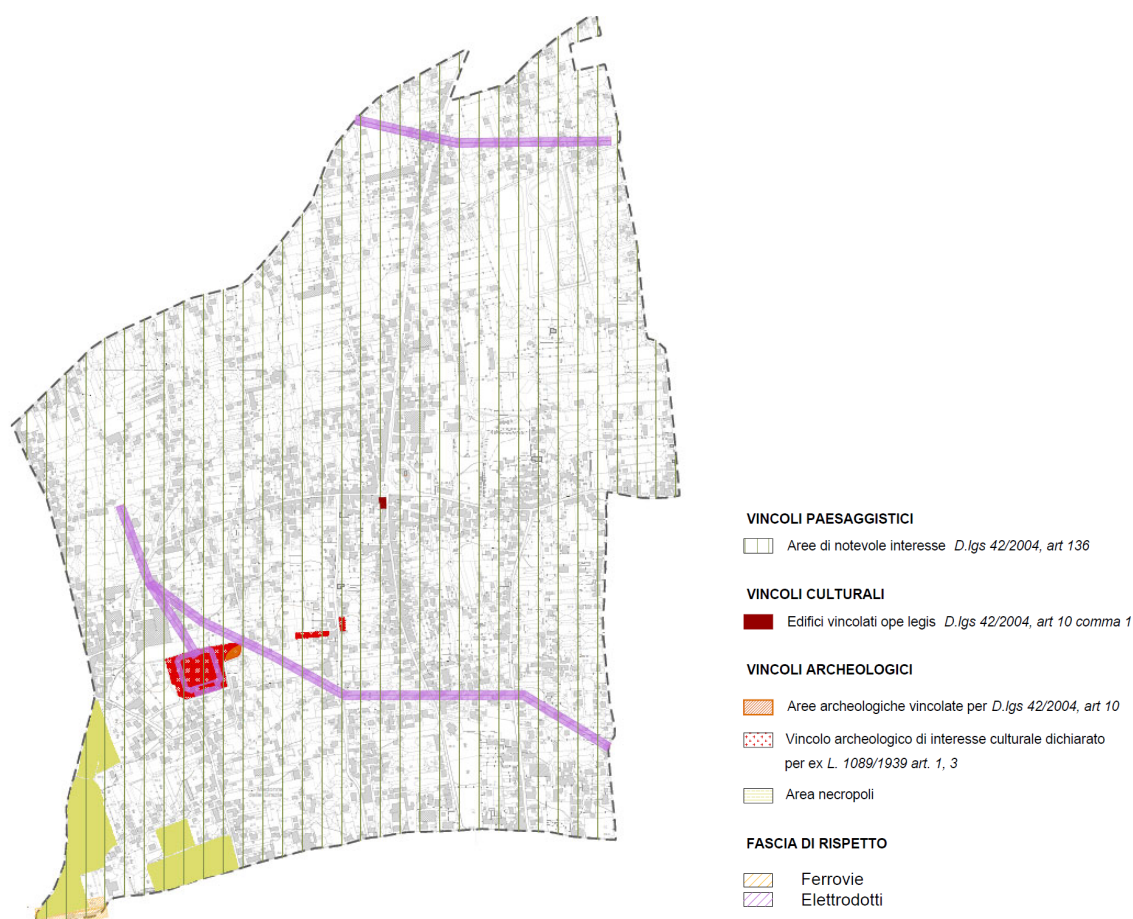 VINCOLI PAESAGGISTICI
Aree di notevole interesse D.lgs 42/2004, art 136
VINCOLI CULTURALI
Edifici vincolati ope legis D.lgs 42/2004, art 10 comma 1
VINCOLI ARCHEOLOGICI
Aree archeologiche vincolate per D.lgs 42/2004, art 10
Vincolo archeologico di interesse culturale dichiarato
per ex L. 1089/1939 art. 1, 3
Area necropoli
FASCIA DI RISPETTO
Ferrovie
Elettrodotti